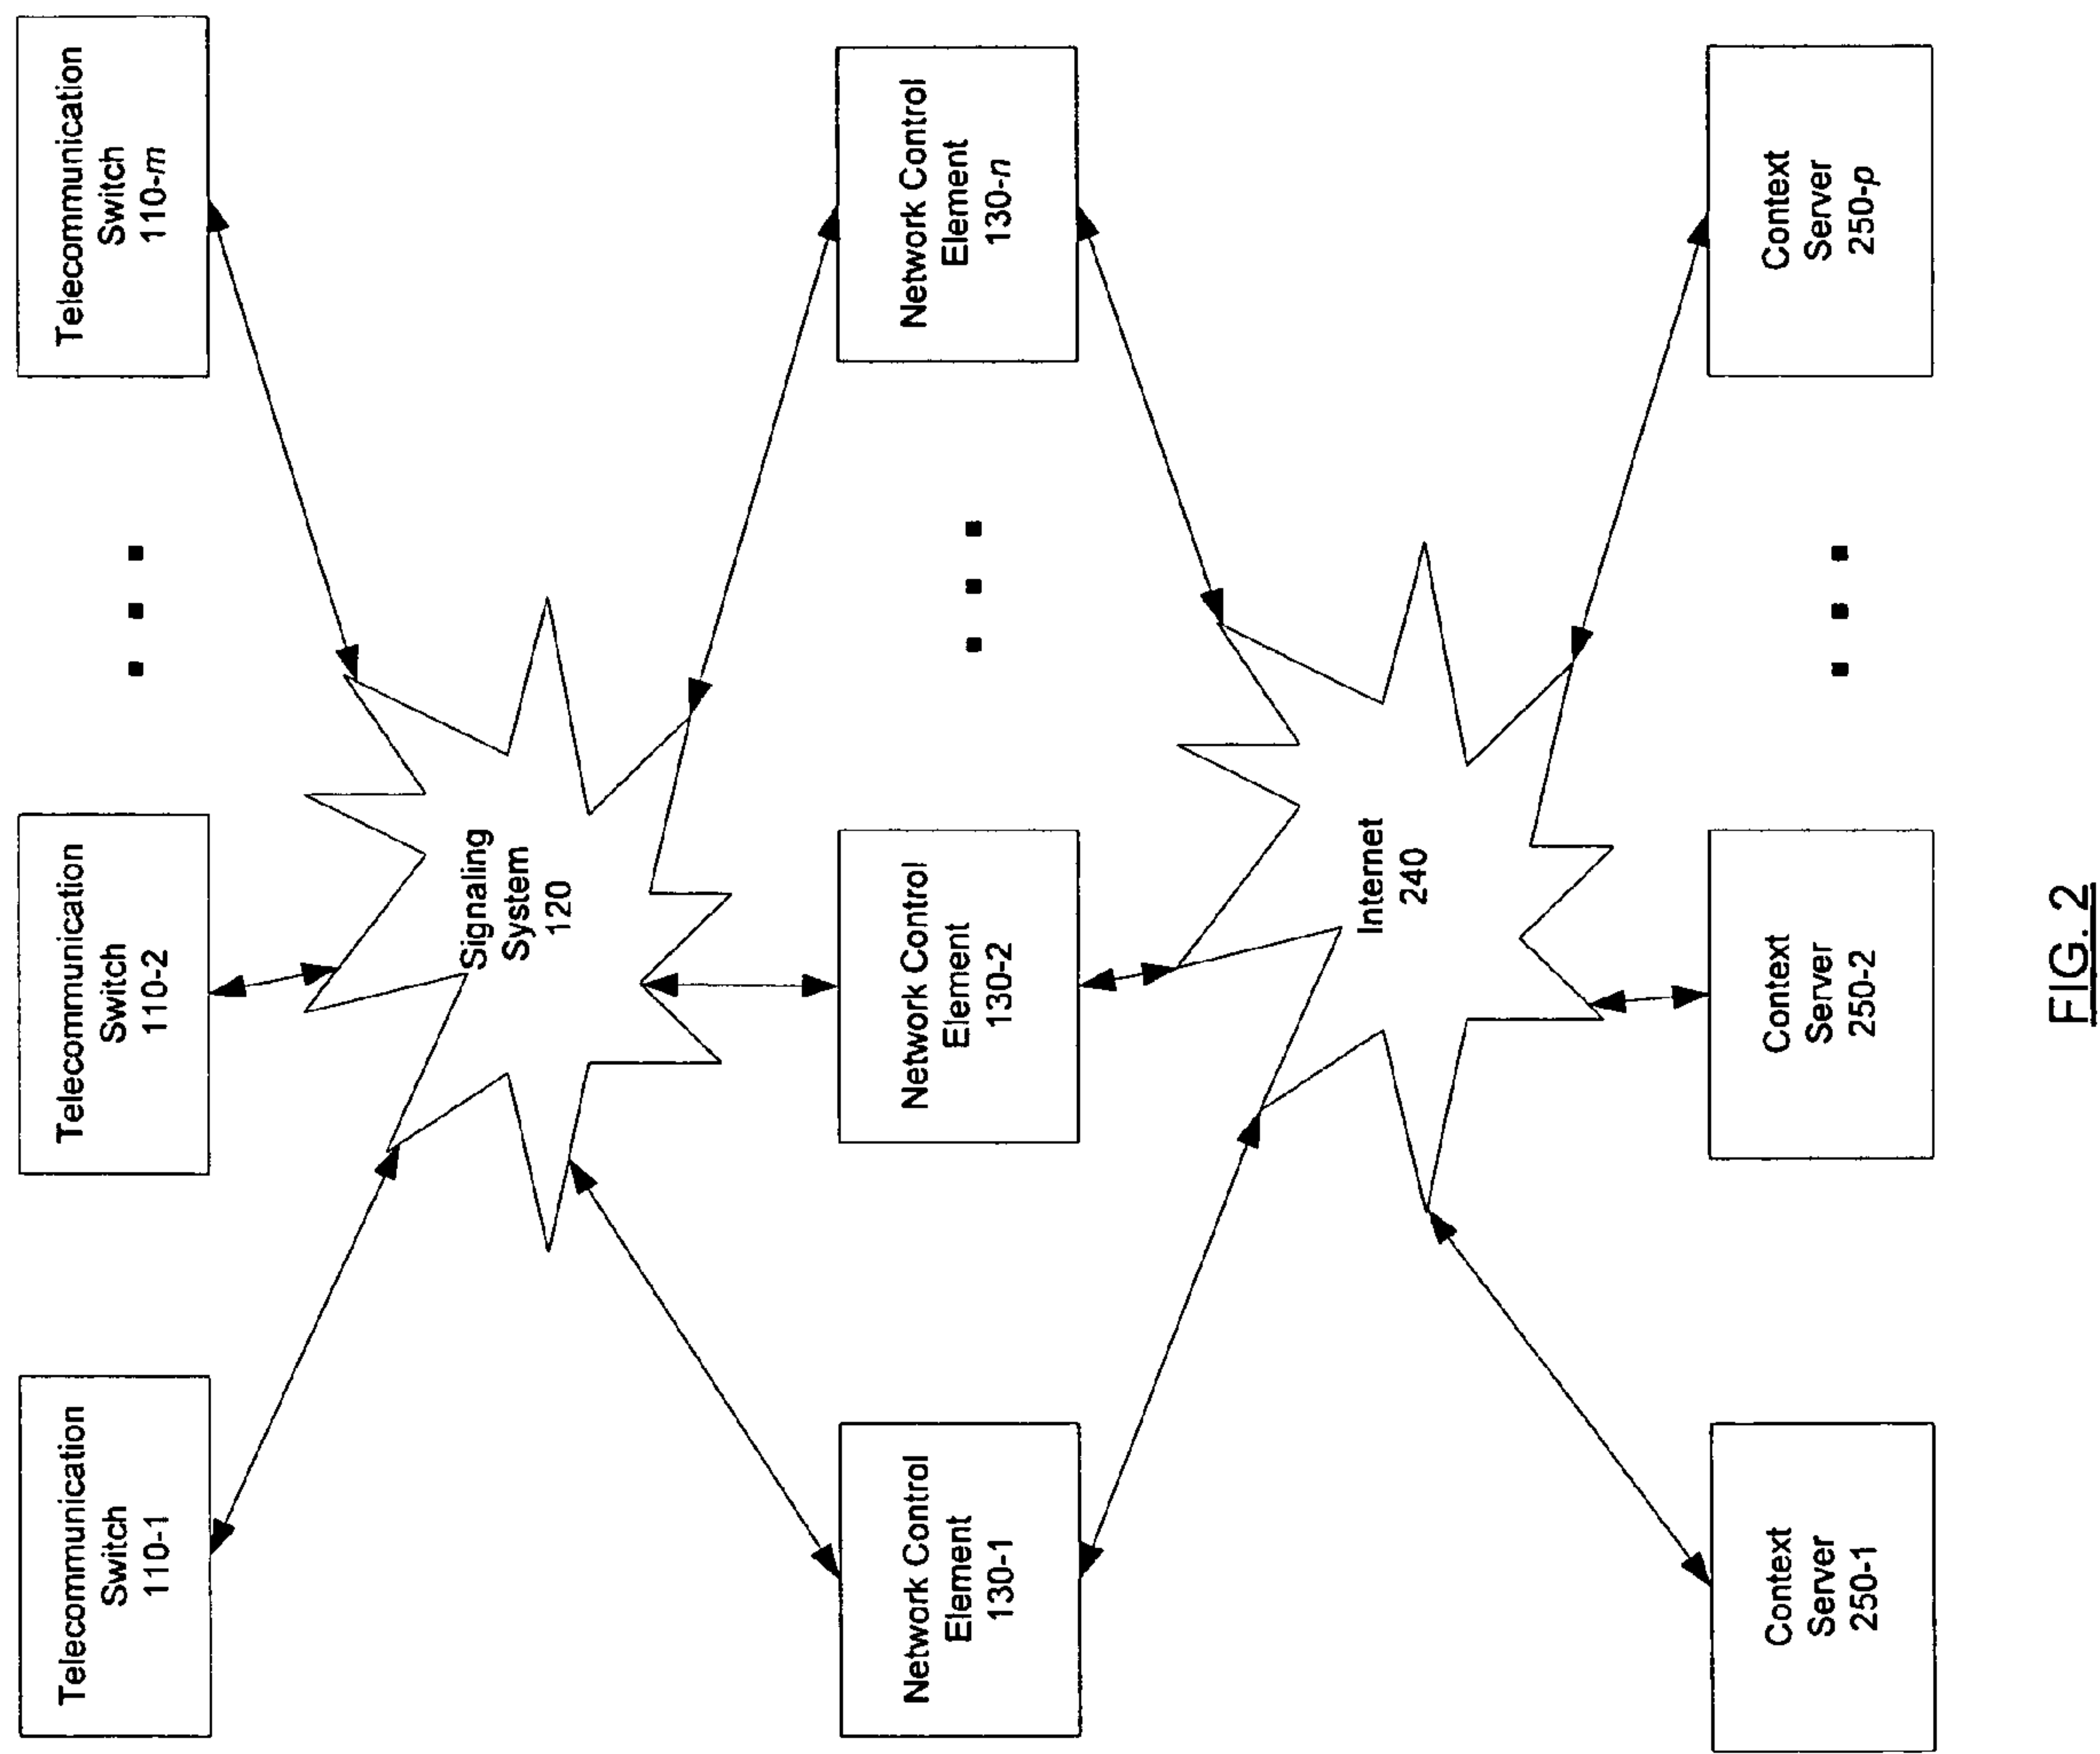 Telecommunication
Switch
110-1
Telecommunication
Switch
110-2
Telecommunication
Switch
110-m
Signaling
System
120
Network Control
Element
130-1
Network Control
Element
130-2
Network Control
Element
130-n
Internet
240
Context
Server
250-1
Context
Server
250-2
Context
Server
250-p
FIG.2